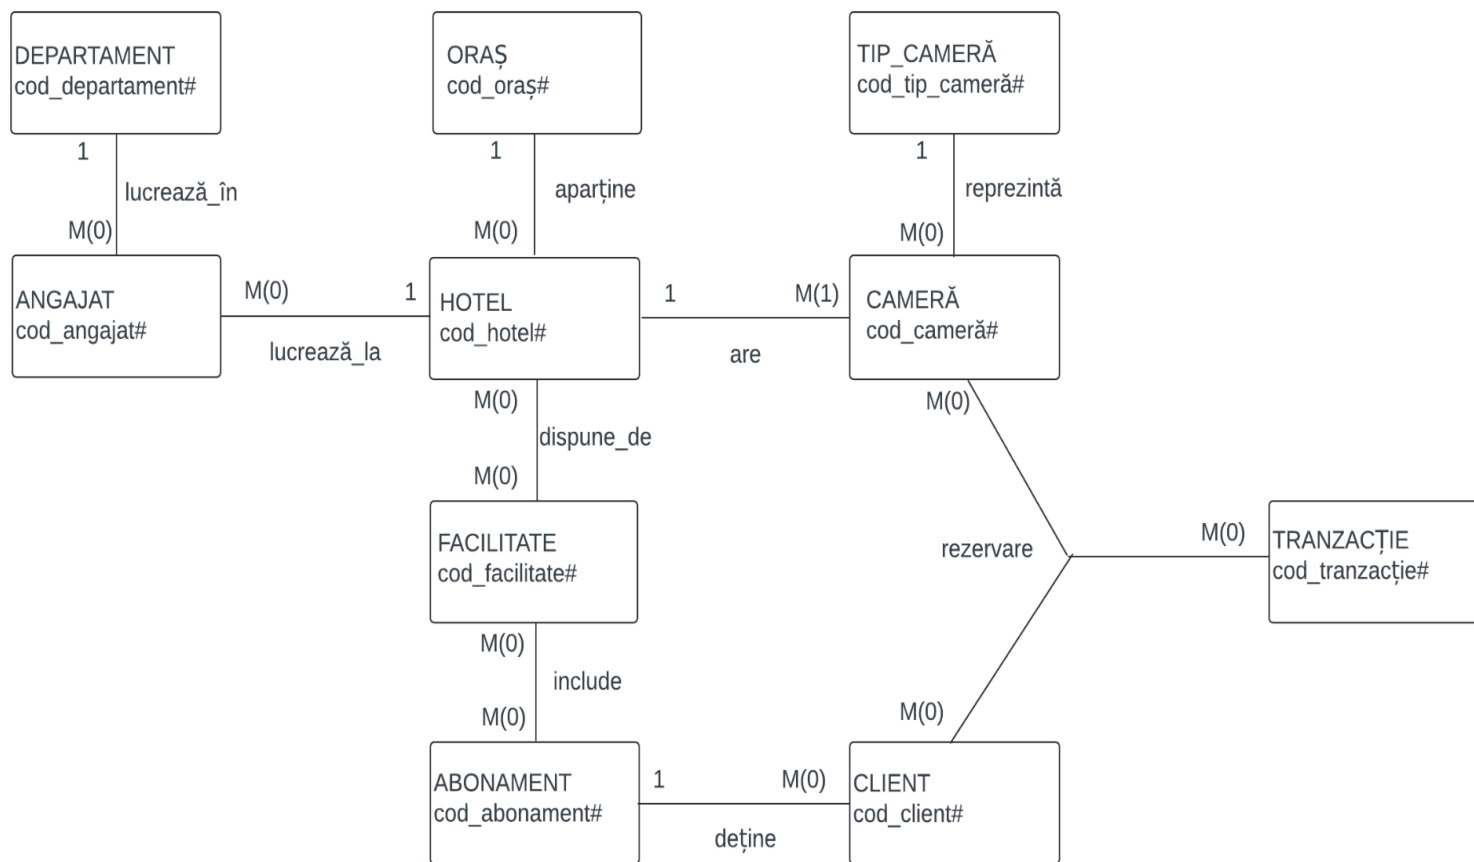 DEPARTAMENT
cod_departament#
ORAȘ
cod_oraș#
TIP_CAMERĂ
cod_tip_cameră#
1
lucrează_în
M(0)
1
aparține
M(0)
1
reprezintă
M(0)
ANGAJAT
cod_angajat#
M(0)
1
lucrează_la
HOTEL
cod_hotel#
1
M(1)
are
CAMERĂ
cod_cameră#
M(0)
dispune_de
M(0)
M(0)
FACILITATE
cod_facilitate#
rezervare
M(0)
TRANZACȚIE
cod_tranzacție#
M(0)
include
M(0)
M(0)
ABONAMENT
cod_abonament#
1
M(0)
deține
CLIENT
cod_client#